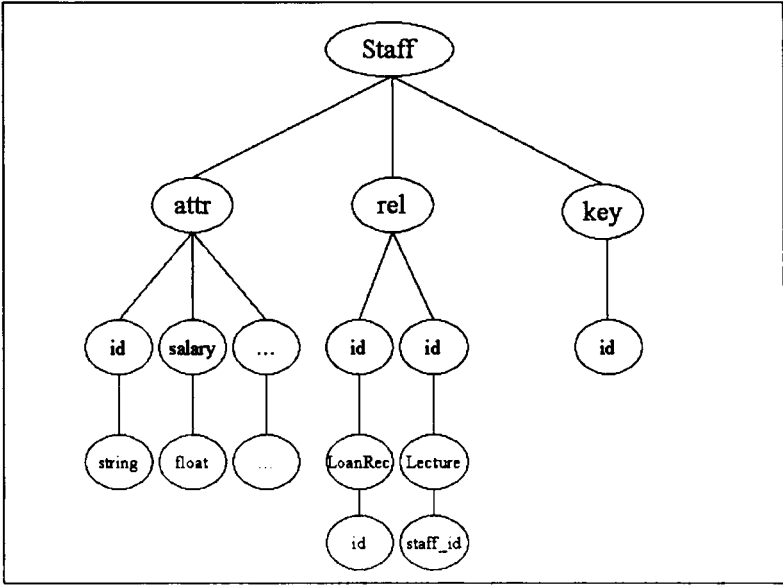 Staff
attr rel key
id salary ... id id id
string float ... LoanRec Lecture
id staff_id